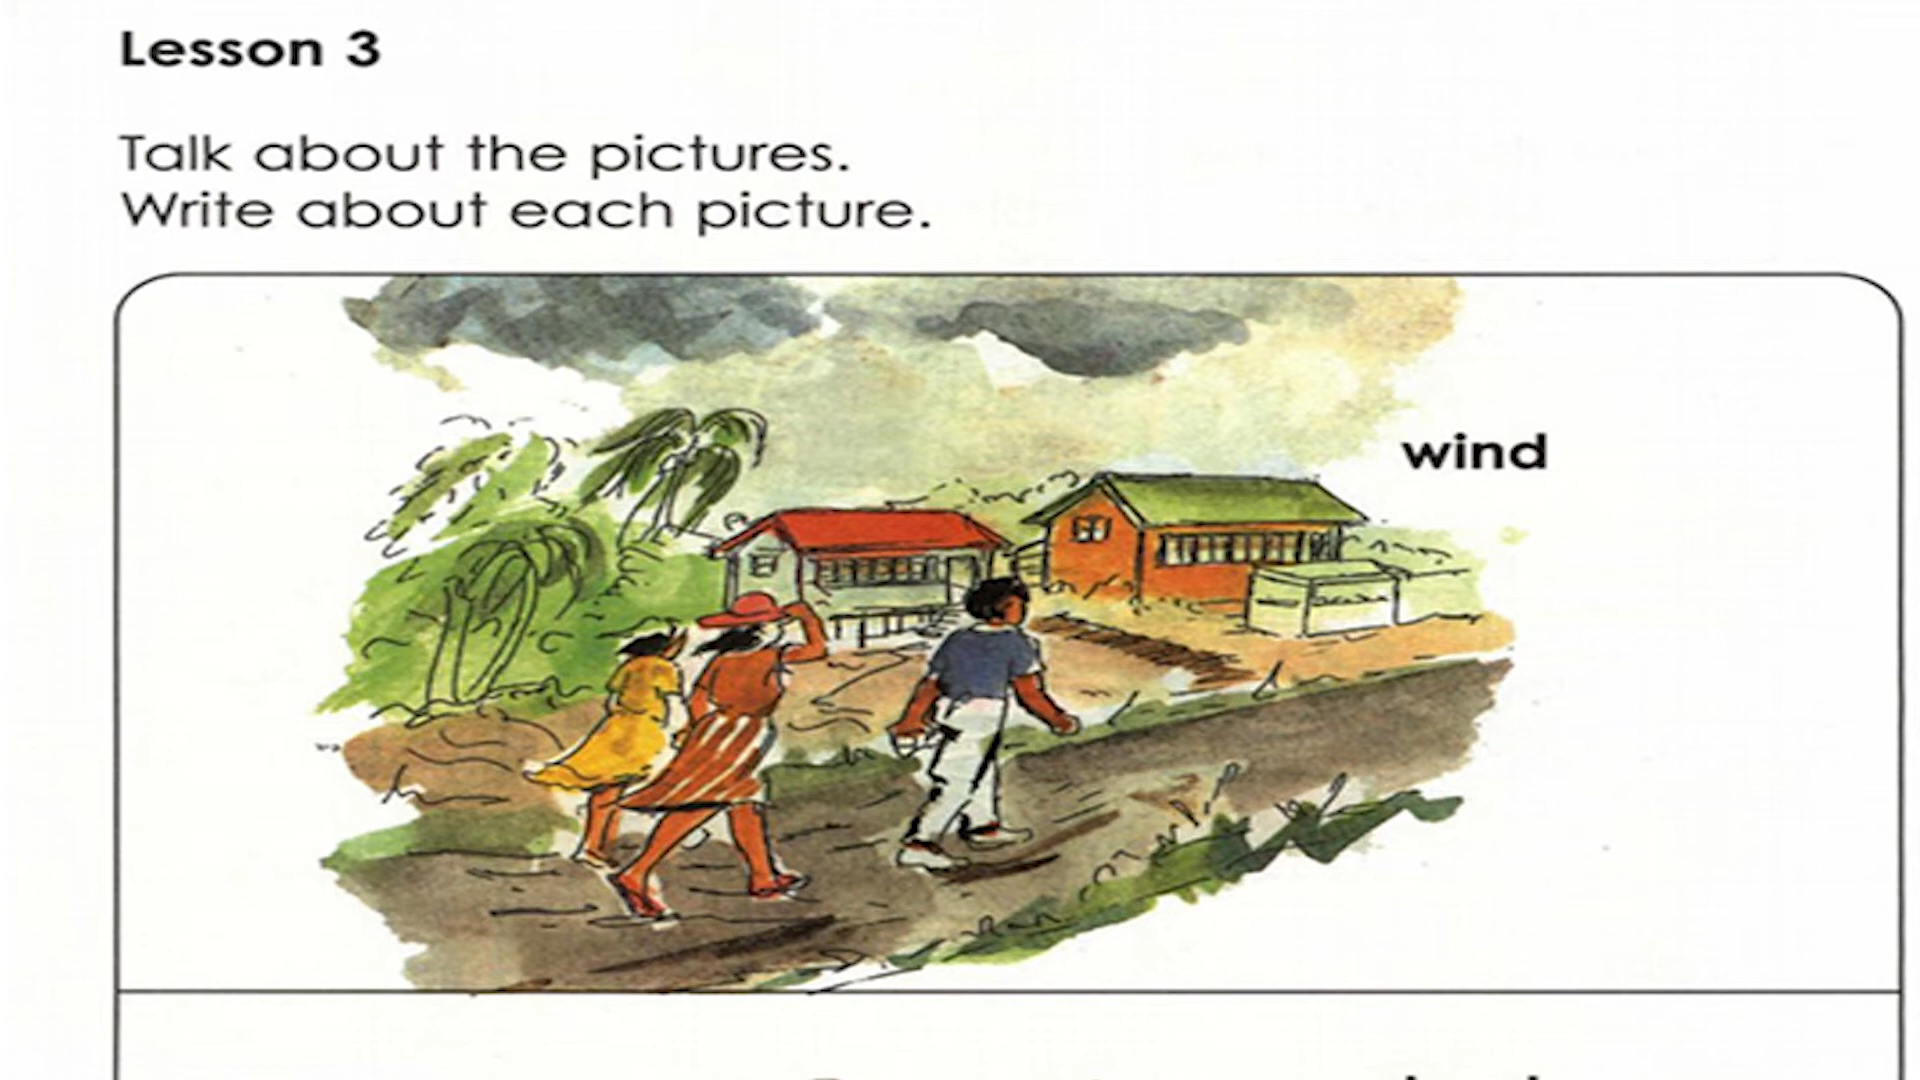 Lesson 3
Talk about the pictures.
Write about each picture.
wind